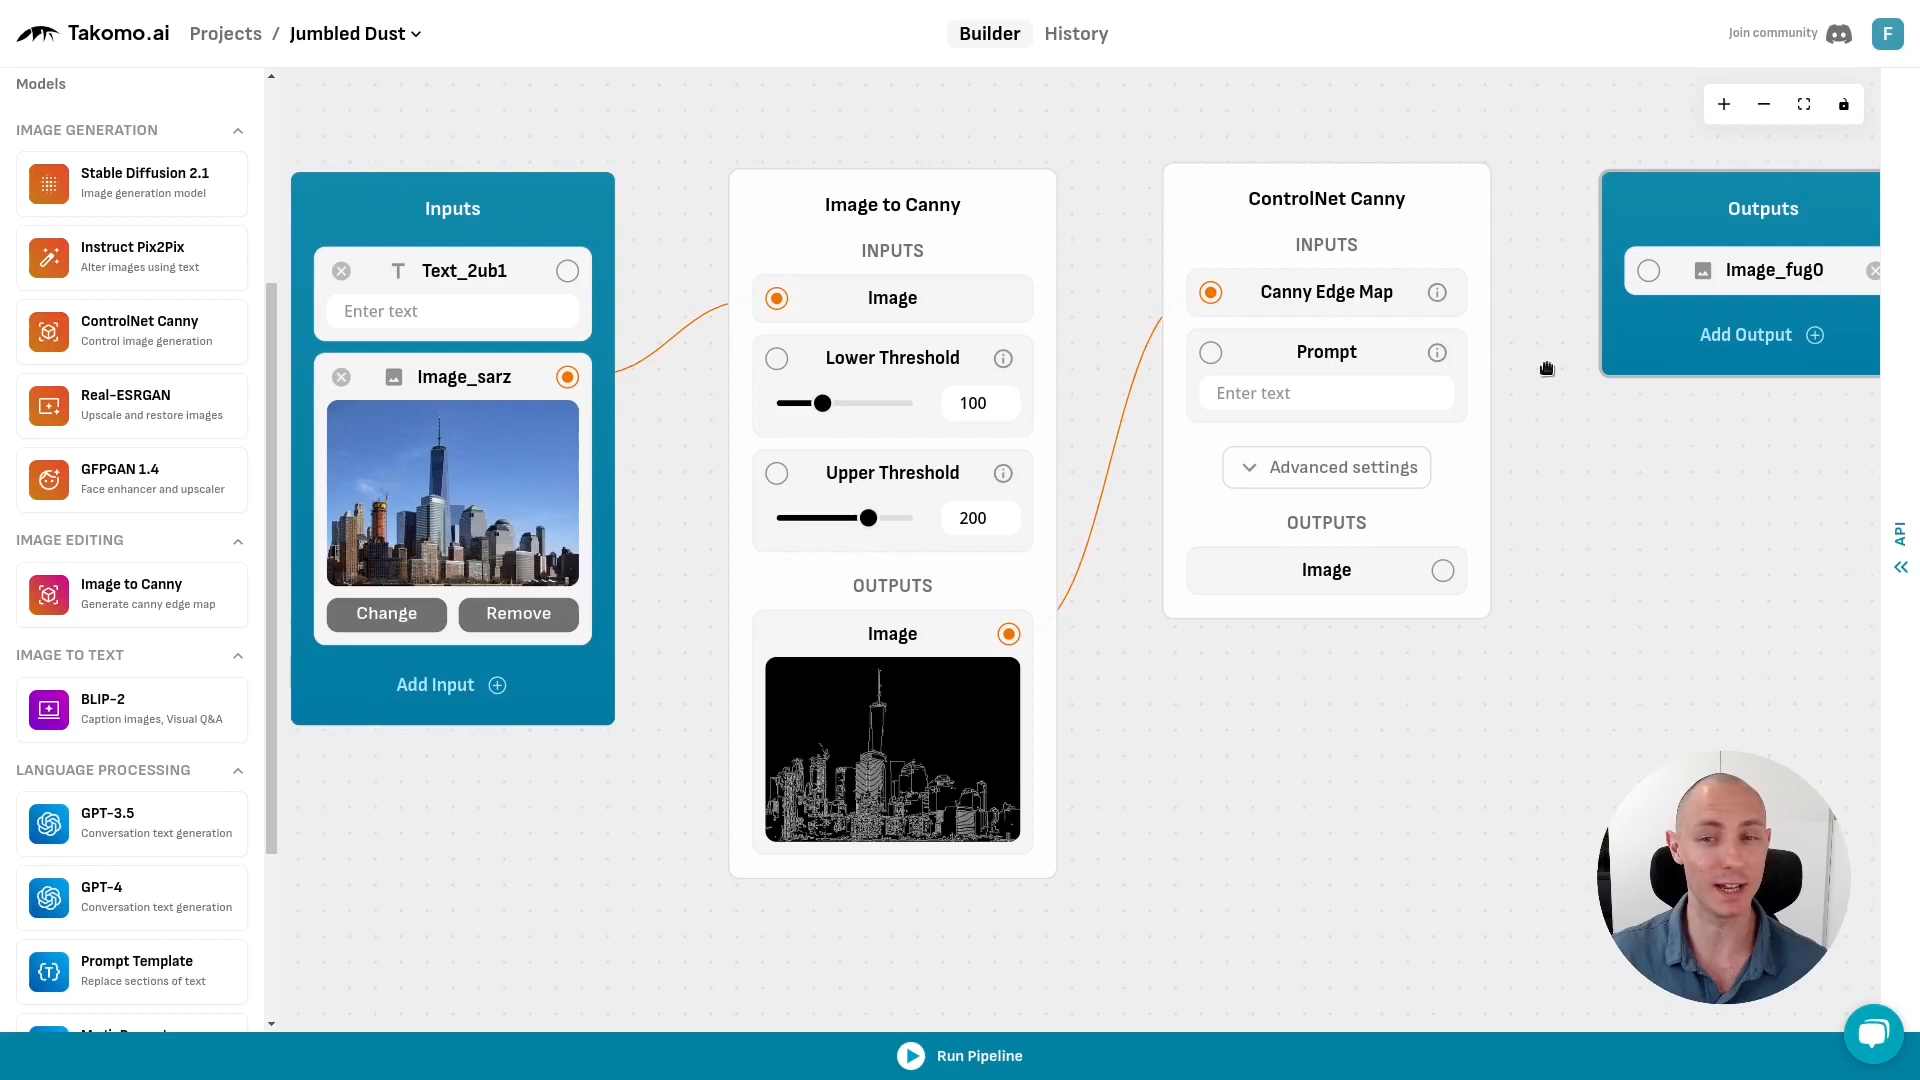 Takomo.ai
Projects / Jumbled Dust
Builder
History
Join community
F
Models
IMAGE GENERATION
Stable Diffusion 2.1
Image generation model
Instruct Pix2Pix
Alter images using text
ControlNet Canny
Control image generation
Real-ESRGAN
Upscale and restore images
GFPGAN 1.4
Face enhancer and upscaler
IMAGE EDITING
Image to Canny
Generate canny edge map
IMAGE TO TEXT
BLIP-2
Caption images, Visual Q&A
LANGUAGE PROCESSING
GPT-3.5
Conversation text generation
GPT-4
Conversation text generation
Prompt Template
Replace sections of text
Inputs
Text_2ub1
Enter text
Image_sarz
Change
Remove
Add Input
Image to Canny
INPUTS
Image
Lower Threshold
100
Upper Threshold
200
OUTPUTS
Image
ControlNet Canny
INPUTS
Canny Edge Map
Prompt
Enter text
Advanced settings
OUTPUTS
Image
Outputs
Image_fug0
Add Output
API
Run Pipeline